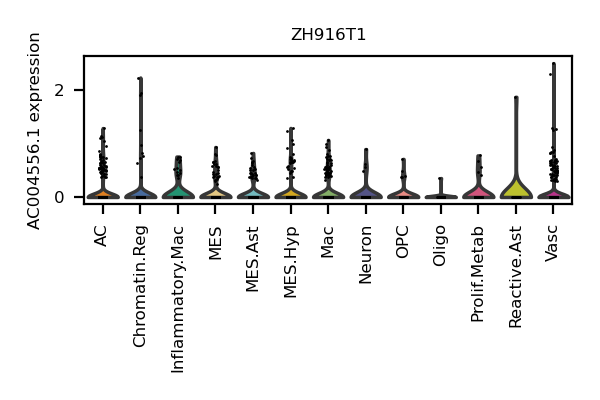 ZH916T1
AC004556.1 expression
2
0
AC
Chromatin.Reg
Inflammatory.Mac
MES
MES.Ast
MES.Hyp
Mac
Neuron
OPC
Oligo
Prolif.Metab
Reactive.Ast
Vasc